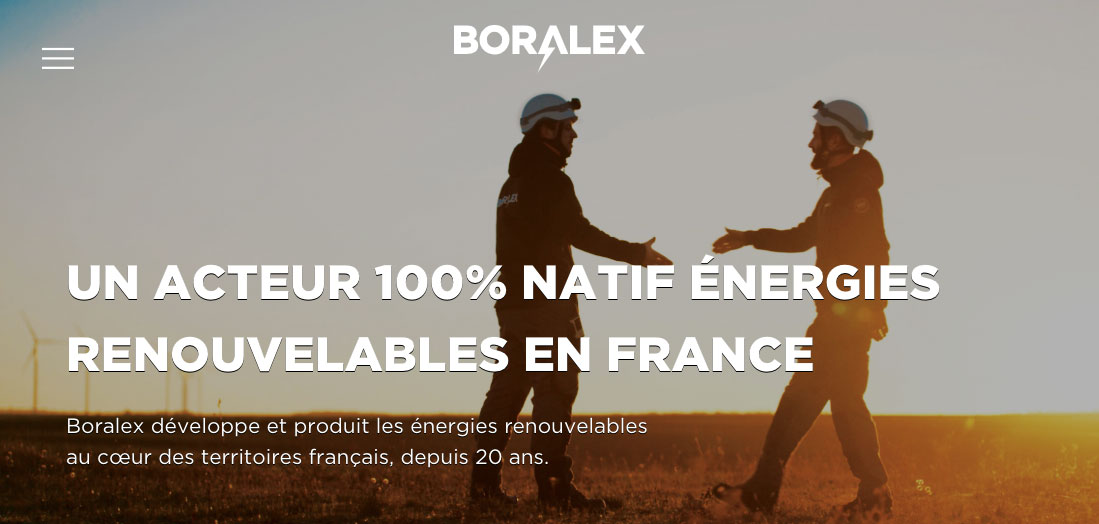 BORALEX
BORALEX
UN ACTEUR 100% NATIF ÉNERGIES
RENOUVELABLES EN FRANCE
Boralex développe et produit les énergies renouvelables
au cœur des territoires français, depuis 20 ans.